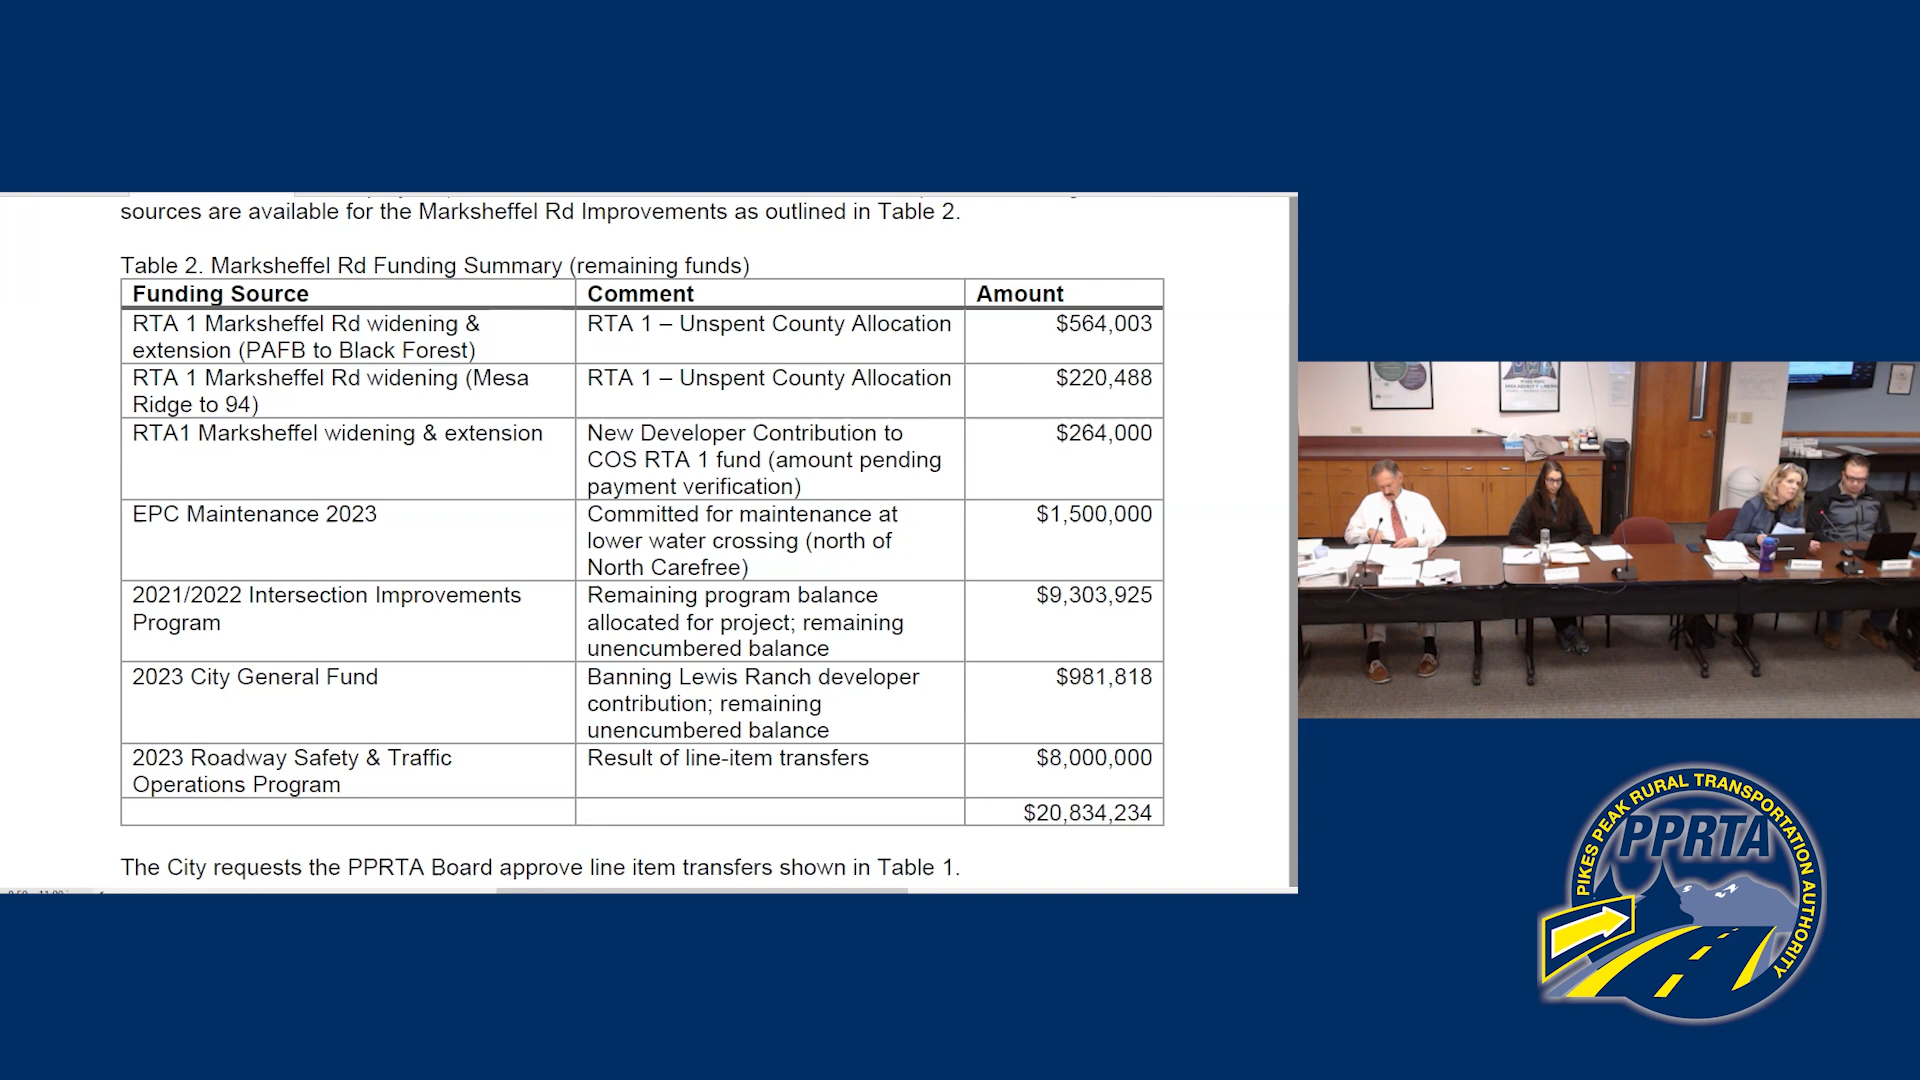 sources are available for the Marksheffel Rd Improvements as outlined in Table 2.
Table 2. Marksheffel Rd Funding Summary (remaining funds)
Funding Source Comment Amount
RTA 1 Marksheffel Rd widening & extension (PAFB to Black Forest) RTA 1 – Unspent County Allocation $564,003
RTA 1 Marksheffel Rd widening (Mesa Ridge to 94) RTA 1 – Unspent County Allocation $220,488
RTA1 Marksheffel widening & extension New Developer Contribution to COS RTA 1 fund (amount pending payment verification) $264,000
EPC Maintenance 2023 Committed for maintenance at lower water crossing (north of North Carefree) $1,500,000
2021/2022 Intersection Improvements Program Remaining program balance allocated for project; remaining unencumbered balance $9,303,925
2023 City General Fund Banning Lewis Ranch developer contribution; remaining unencumbered balance $981,818
2023 Roadway Safety & Traffic Operations Program Result of line-item transfers $8,000,000
$20,834,234
The City requests the PPRTA Board approve line item transfers shown in Table 1.
PIKES PEAK RURAL TRANSPORTATION AUTHORITY
PPRTA